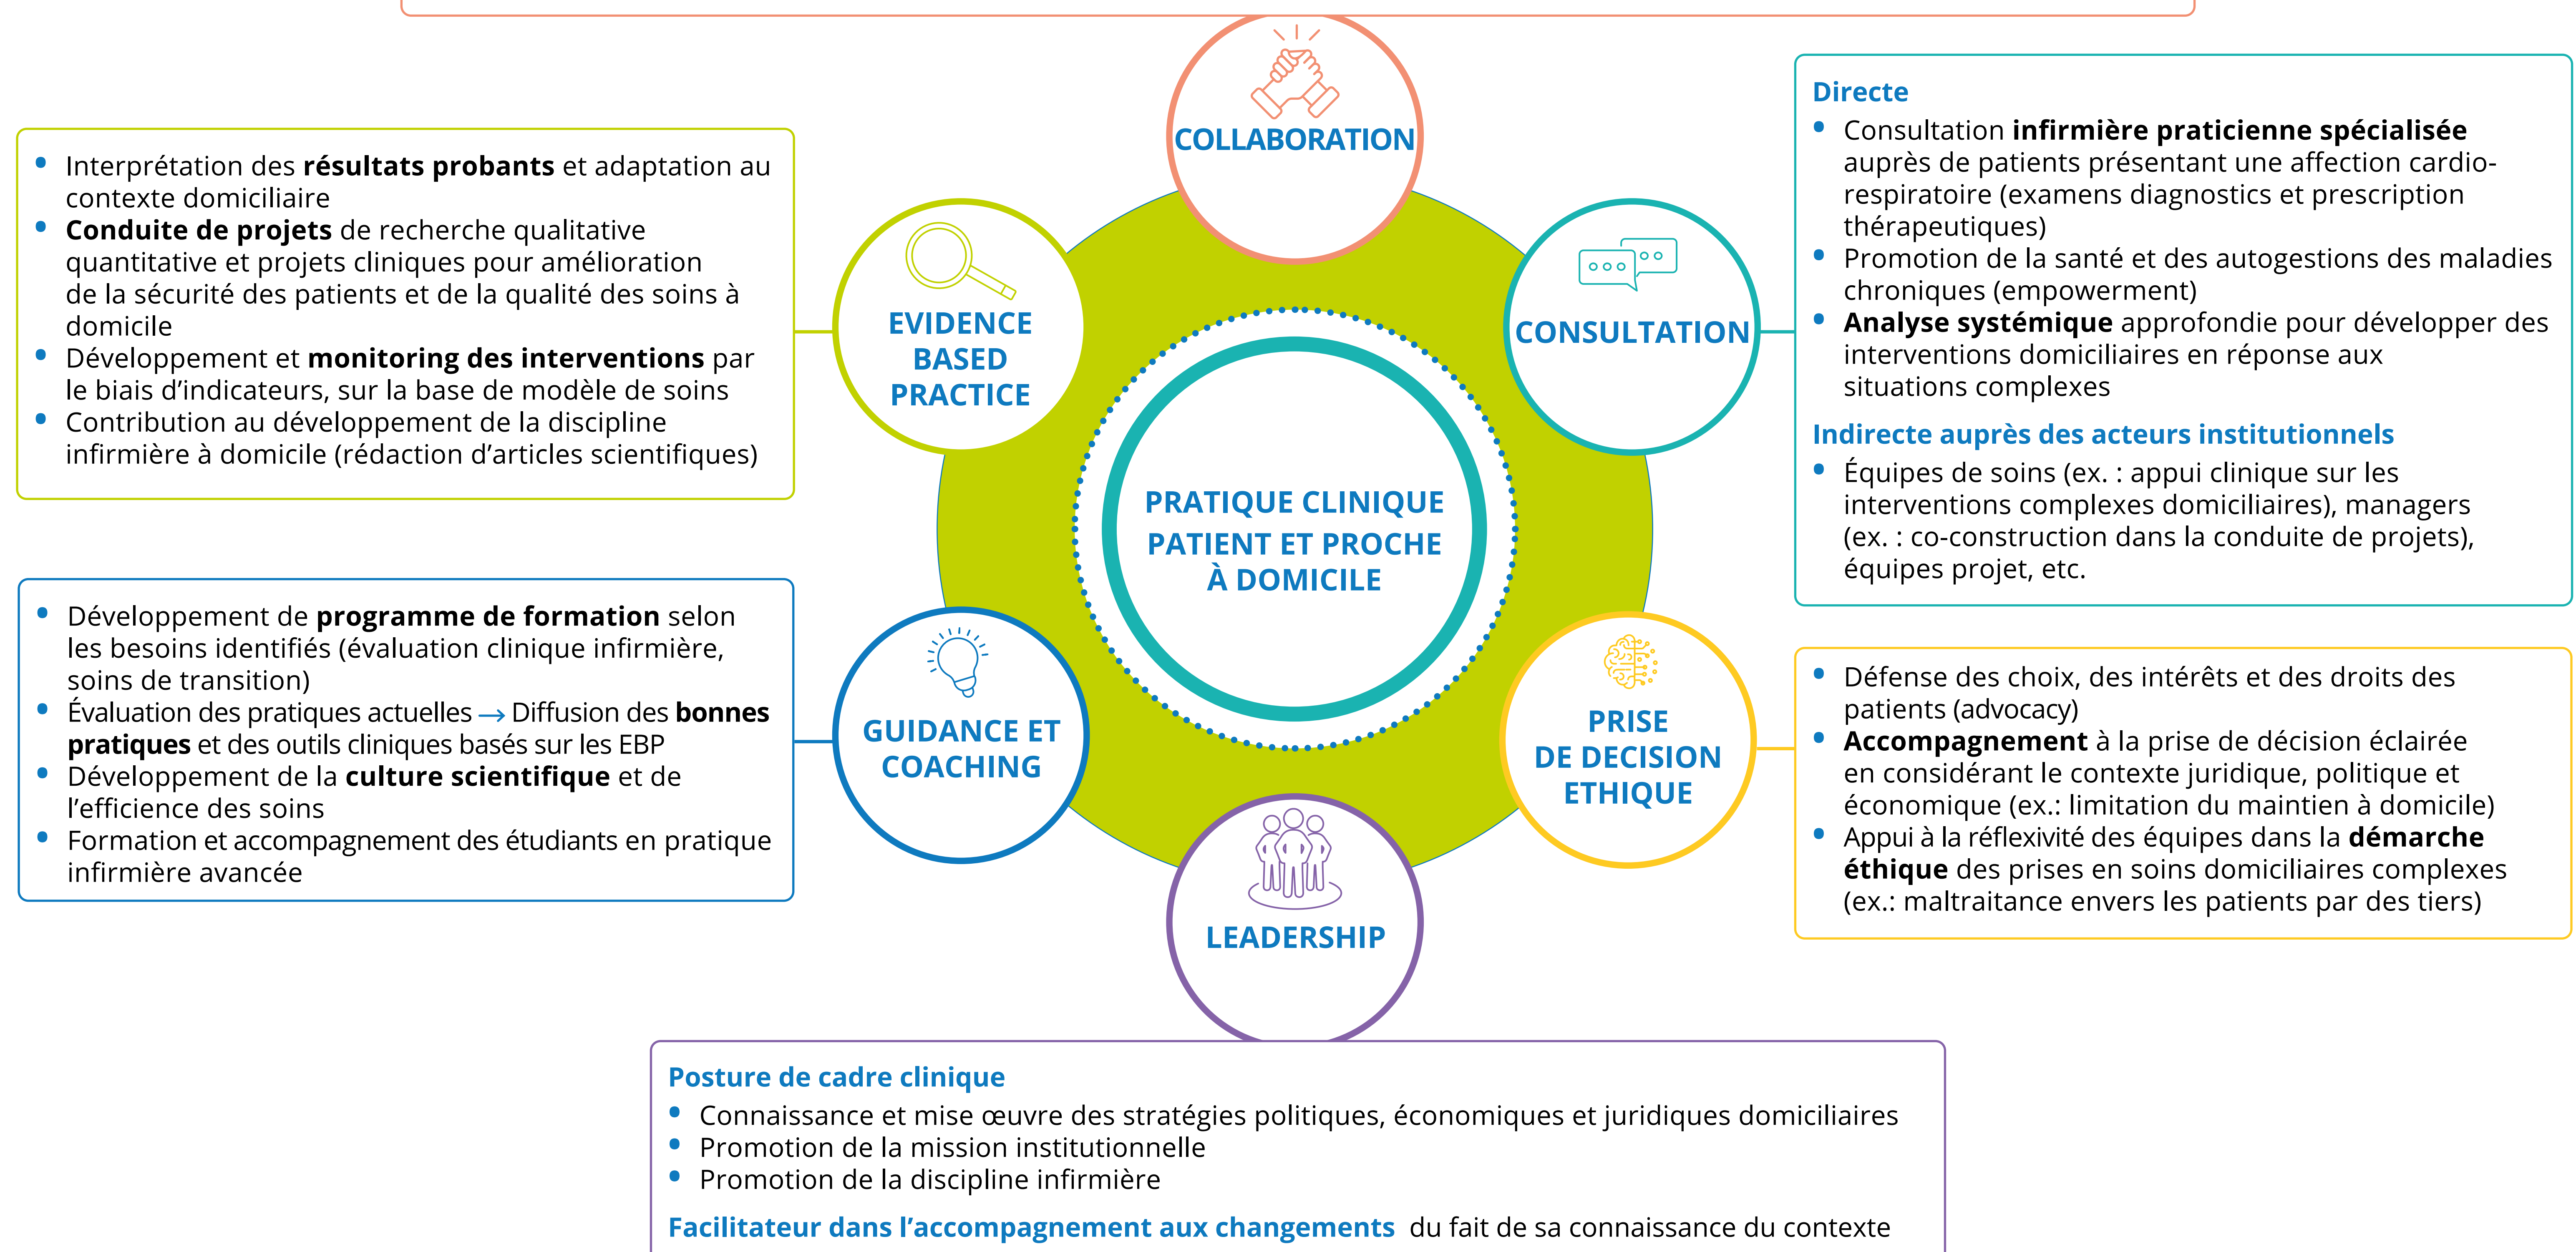 COLLABORATION
Interprétation des résultats probants et adaptation au
contexte domiciliaire
Conduite de projets de recherche qualitative
quantitative et projets cliniques pour amélioration
de la sécurité des patients et de la qualité des soins à
domicile
Développement et monitoring des interventions par
le biais d’indicateurs, sur la base de modèle de soins
Contribution au développement de la discipline
infirmière à domicile (rédaction d’articles scientifiques)
EVIDENCE
BASED
PRACTICE
CONSULTATION
Directe
Consultation infirmière praticienne spécialisée
auprès de patients présentant une affection cardio-
respiratoire (examens diagnostics et prescription
thérapeutiques)
Promotion de la santé et des autogestions des maladies
chroniques (empowerment)
Analyse systémique approfondie pour développer des
interventions domiciliaires en réponse aux
situations complexes
Indirecte auprès des acteurs institutionnels
Équipes de soins (ex. : appui clinique sur les
interventions complexes domiciliaires), managers
(ex. : co-construction dans la conduite de projets),
équipes projet, etc.
PRATIQUE CLINIQUE
PATIENT ET PROCHE
À DOMICILE
Développement de programme de formation selon
les besoins identifiés (évaluation clinique infirmière,
soins de transition)
Évaluation des pratiques actuelles → Diffusion des bonnes
pratiques et des outils cliniques basés sur les EBP
Développement de la culture scientifique et de
l’efficience des soins
Formation et accompagnement des étudiants en pratique
infirmière avancée
GUIDANCE ET
COACHING
PRISE
DE DECISION
ETHIQUE
Défense des choix, des intérêts et des droits des
patients (advocacy)
Accompagnement à la prise de décision éclairée
en considérant le contexte juridique, politique et
économique (ex.: limitation du maintien à domicile)
Appui à la réflexivité des équipes dans la démarche
éthique des prises en soins domiciliaires complexes
(ex.: maltraitance envers les patients par des tiers)
LEADERSHIP
Posture de cadre clinique
Connaissance et mise œuvre des stratégies politiques, économiques et juridiques domiciliaires
Promotion de la mission institutionnelle
Promotion de la discipline infirmière
Facilitateur dans l’accompagnement aux changements du fait de sa connaissance du contexte